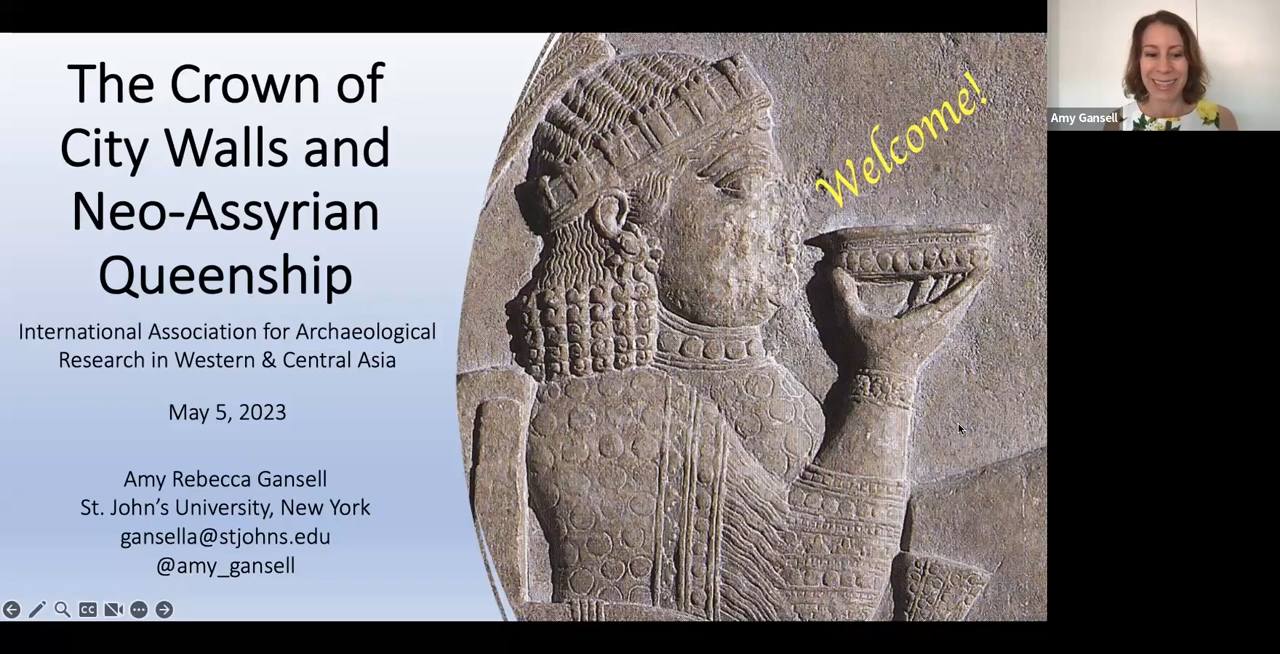 The Crown of
City Walls and
Neo-Assyrian
Queenship
International Association for Archaeological
Research in Western & Central Asia
May 5, 2023
Amy Rebecca Gansell
St. John's University, New York
gansella@stjohns.edu
@amy_gansell
Welcome!
Amy Gansell
CC